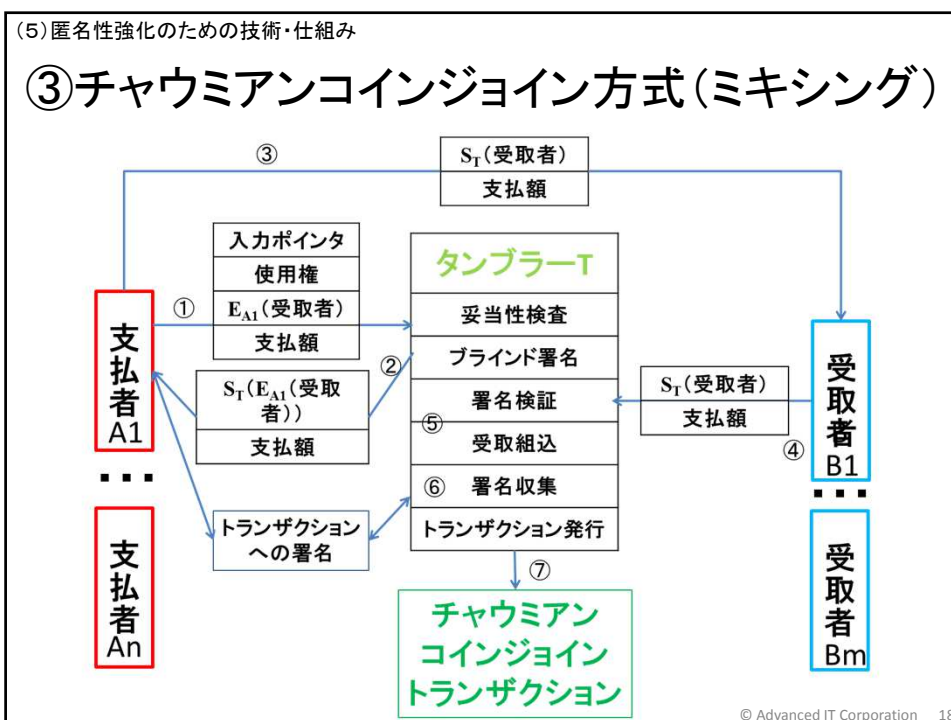 (5)匿名性強化のための技術・仕組み
③チャウミアンコインジョイン方式(ミキシング)
③
S_T(受取者)
支払額
入力ポインタ
使用権
E_A1(受取者)
支払額
①
支払者
A1
S_T(E_A1(受取
者))
支払額
②
トランザクション
への署名
支払者
An
タンブラーT
妥当性検査
ブラインド署名
署名検証
⑤
受取組込
⑥
署名収集
トランザクション発行
⑦
チャウミアン
コインジョイン
トランザクション
S_T(受取者)
支払額
④
受取者
B1
受取者
Bm
© Advanced IT Corporation 18